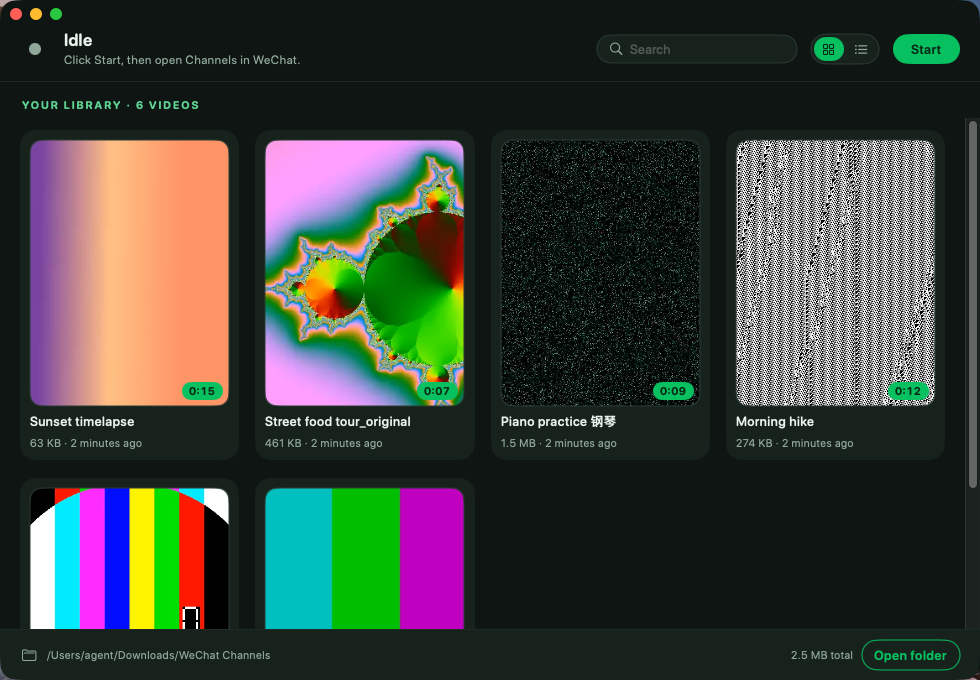 Idle
Click Start, then open Channels in WeChat.
Search
Start
YOUR LIBRARY · 6 VIDEOS
0:15
0:07
0:09
0:12
Sunset timelapse
63 KB · 2 minutes ago
Street food tour_original
461 KB · 2 minutes ago
Piano practice 钢琴
1.5 MB · 2 minutes ago
Morning hike
274 KB · 2 minutes ago
/Users/agent/Downloads/WeChat Channels
2.5 MB total
Open folder